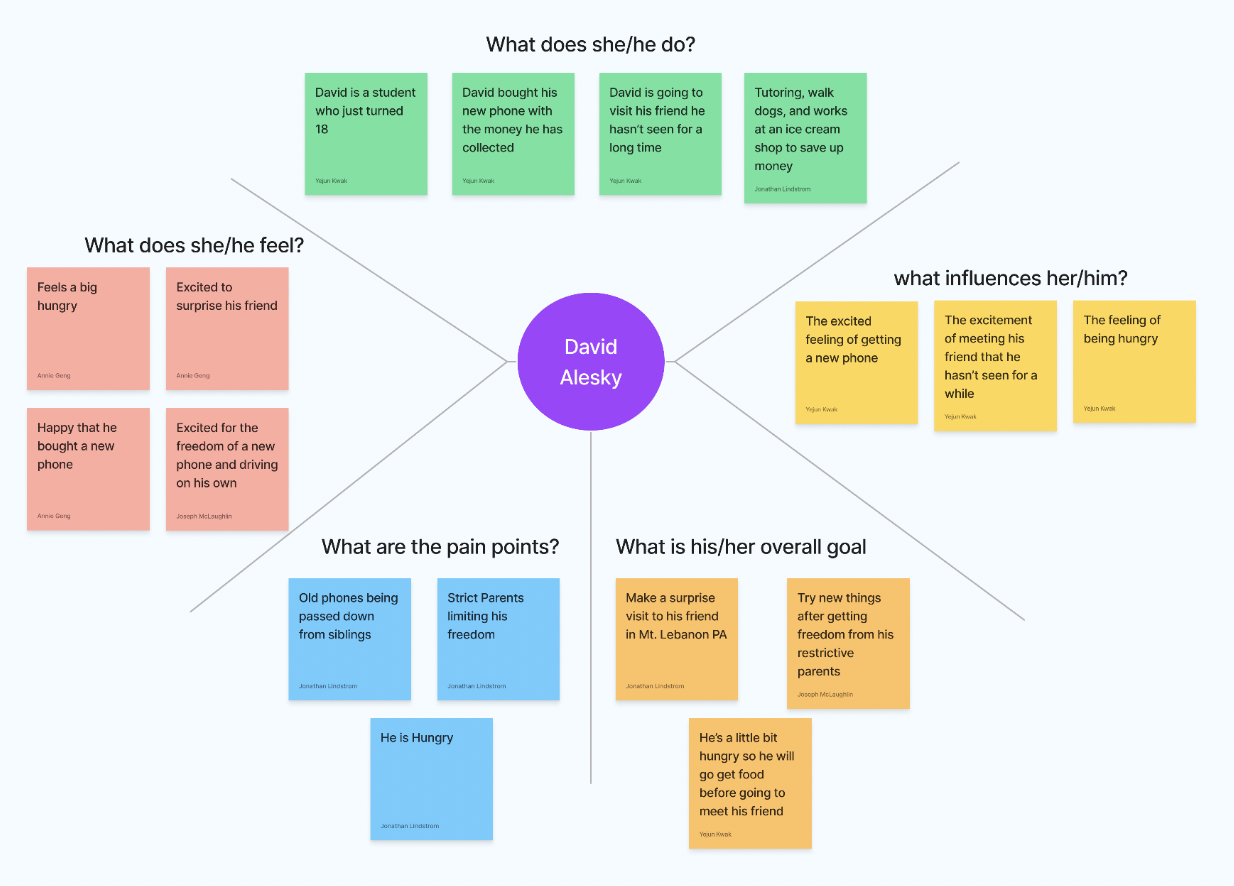 What does she/he do?
David is a student
who just turned
18
Yejun Kwak
David bought his
new phone with
the money he has
collected
Yejun Kwak
David is going to
visit his friend he
hasn't seen for a
long time
Yejun Kwak
Tutoring, walk
dogs, and works
at an ice cream
shop to save up
money
Jonathan Lindstrom
What does she/he feel?
Feels a big
hungry
Annie Gong
Excited to
surprise his friend
Annie Gong
Happy that he
bought a new
phone
Annie Gong
Excited for the
freedom of a new
phone and driving
on his own
Joseph McLaughlin
David
Alesky
what influences her/him?
The excited
feeling of getting
a new phone
Yejun Kwak
The excitement
of meeting his
friend that he
hasn't seen for a
while
Yejun Kwak
The feeling of
being hungry
Yejun Kwak
What are the pain points?
Old phones being
passed down
from siblings
Jonathan Lindstrom
Strict Parents
limiting his
freedom
Jonathan Lindstrom
He is Hungry
Jonathan Lindstrom
What is his/her overall goal
Make a surprise
visit to his friend
in Mt. Lebanon PA
Jonathan Lindstrom
Try new things
after getting
freedom from his
restrictive
parents
Joseph McLaughlin
He's a little bit
hungry so he will
go get food
before going to
meet his friend
Yejun Kwak